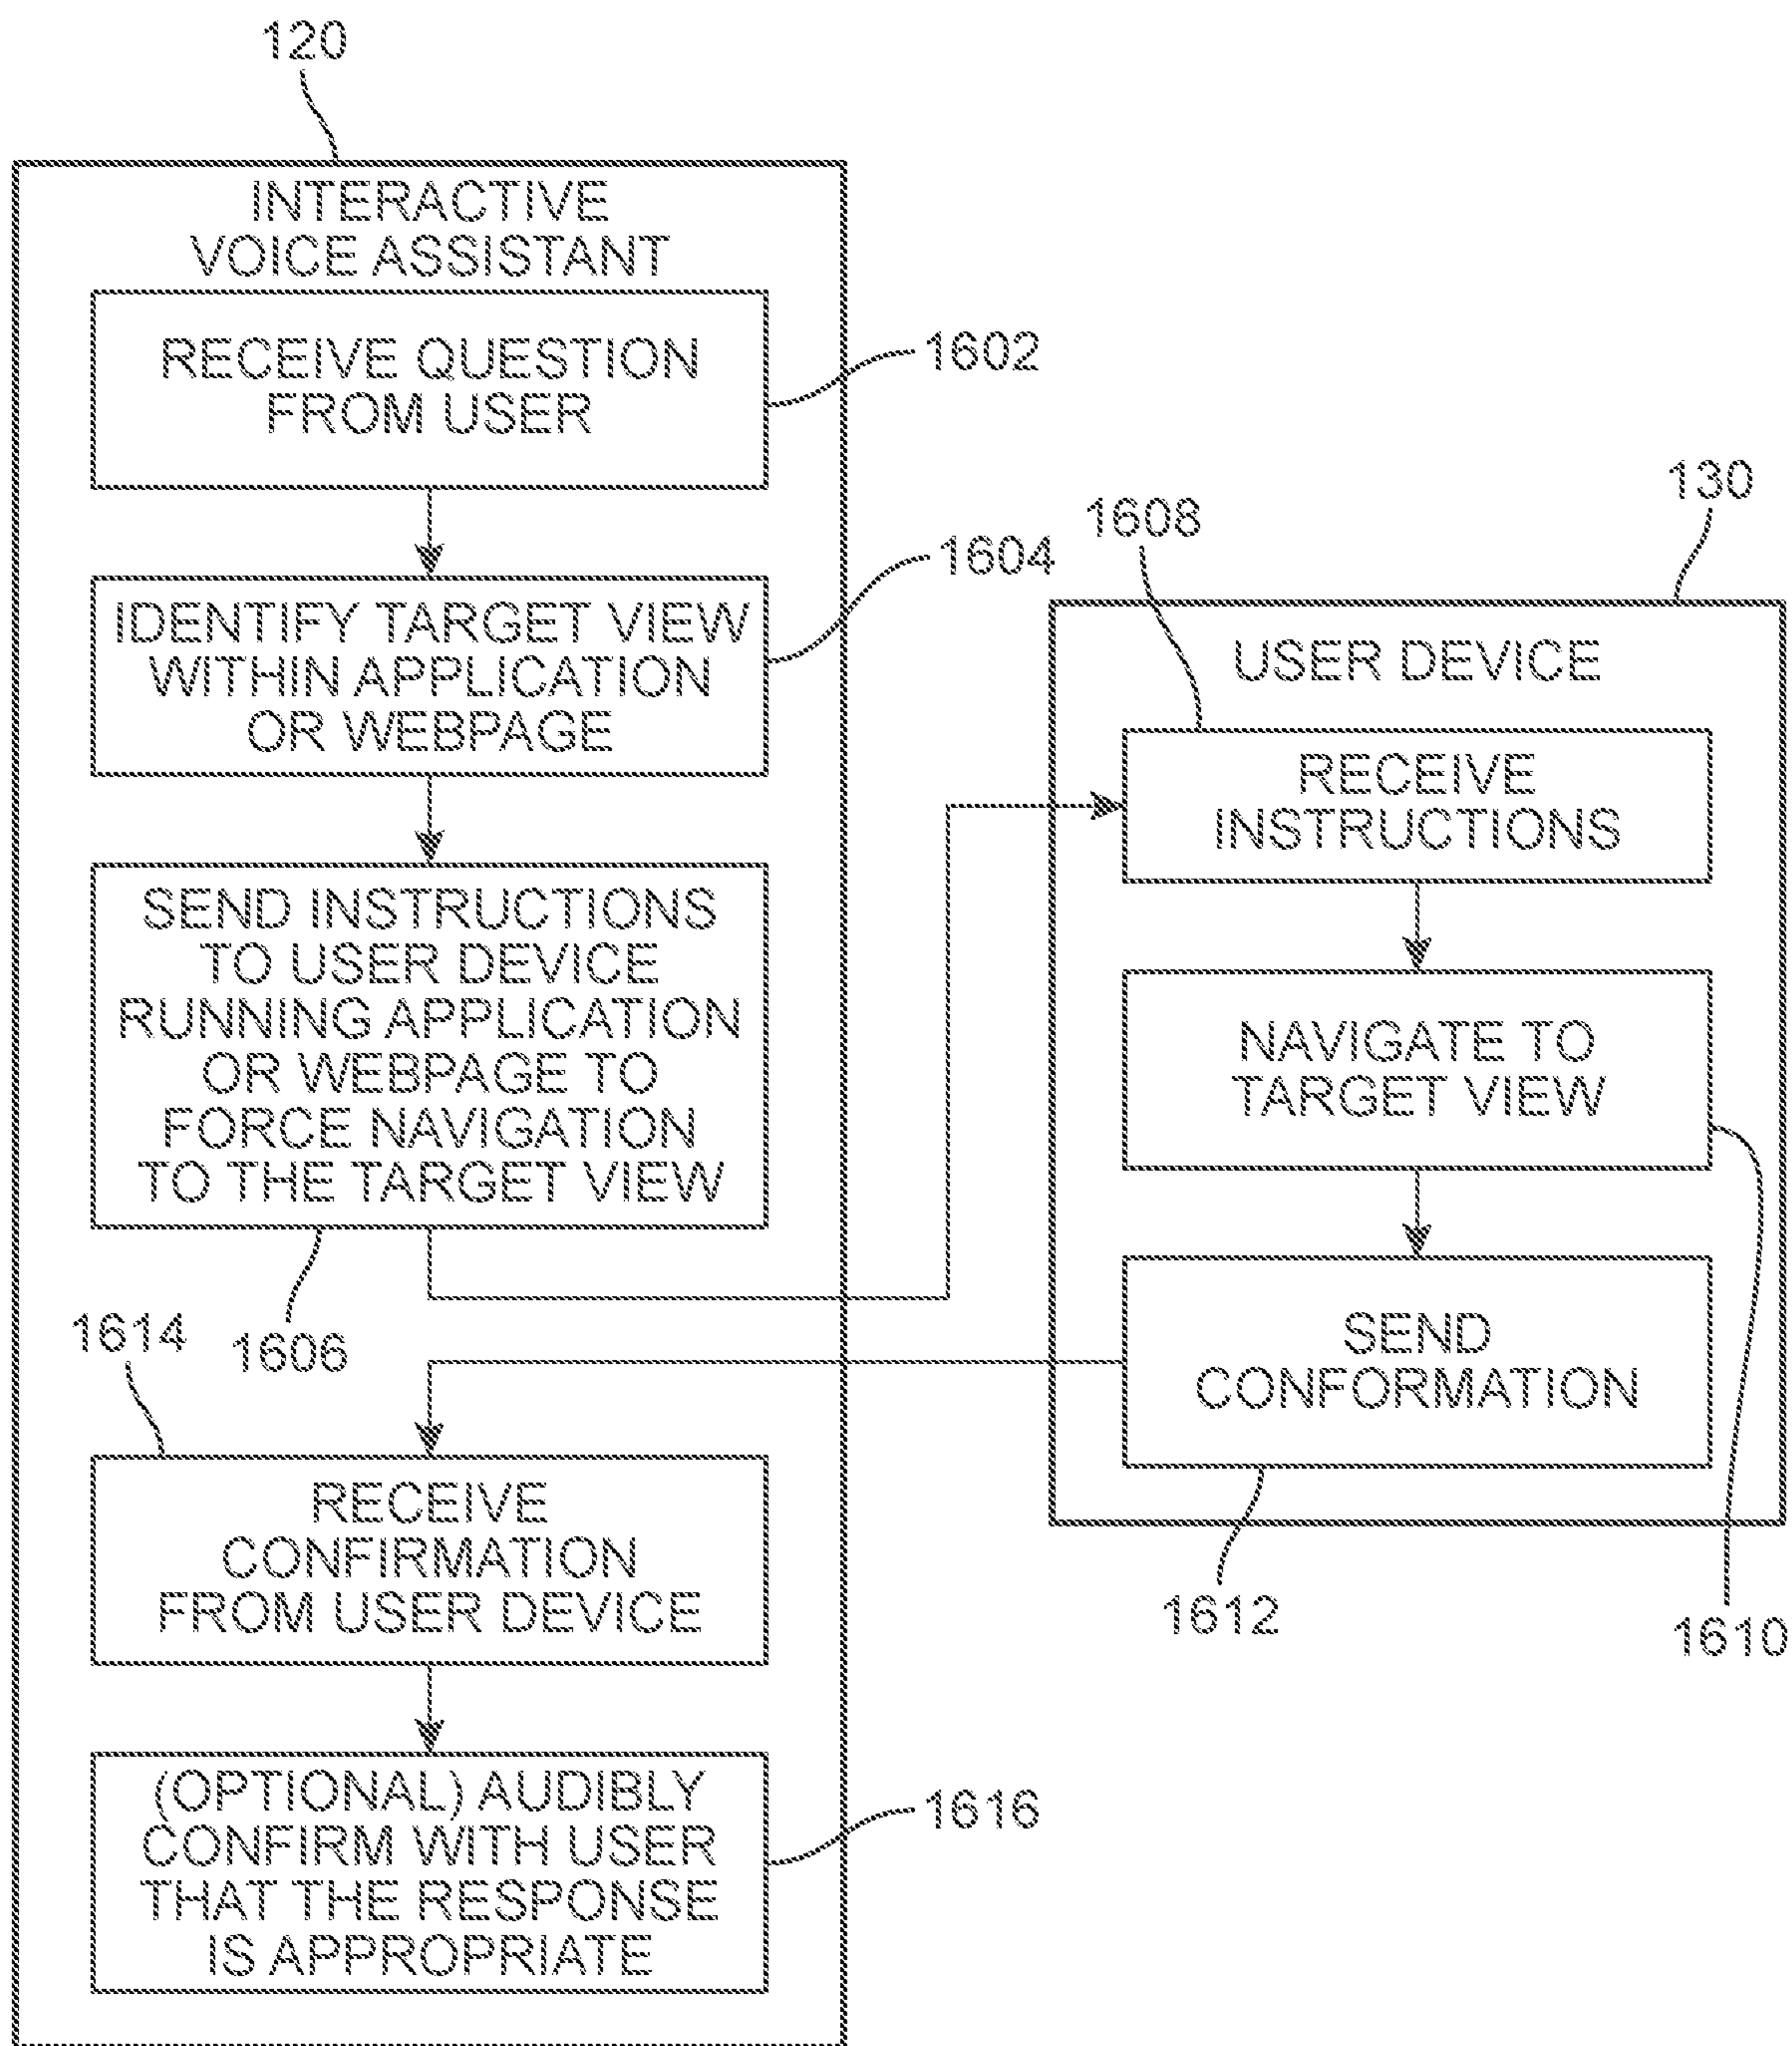 120
INTERACTIVE
VOICE ASSISTANT
RECEIVE QUESTION
FROM USER
1602
IDENTIFY TARGET VIEW
WITHIN APPLICATION
OR WEBPAGE
1604
SEND INSTRUCTIONS
TO USER DEVICE
RUNNING APPLICATION
OR WEBPAGE TO
FORCE NAVIGATION
TO THE TARGET VIEW
1606
130
USER DEVICE
1608
RECEIVE
INSTRUCTIONS
NAVIGATE TO
TARGET VIEW
1610
SEND
CONFORMATION
1612
1614
RECEIVE
CONFIRMATION
FROM USER DEVICE
(OPTIONAL) AUDIBLY
CONFIRM WITH USER
THAT THE RESPONSE
IS APPROPRIATE
1616